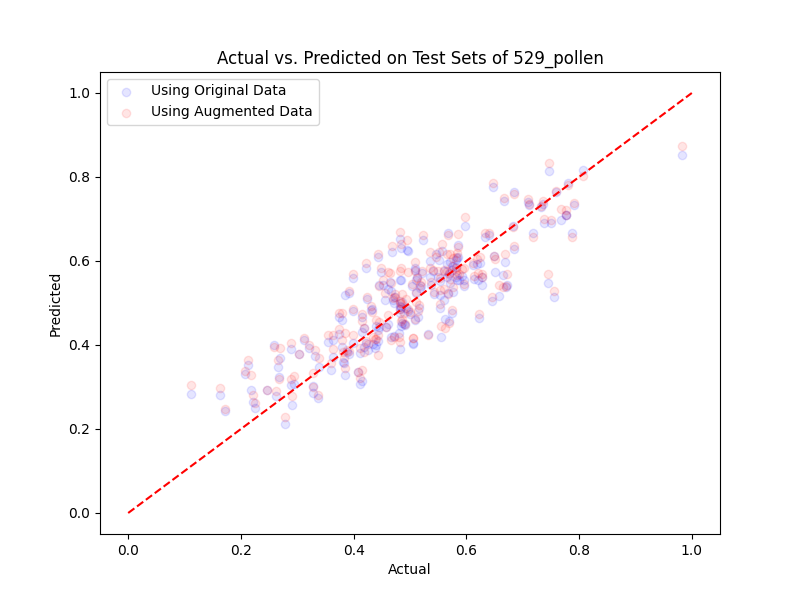 Actual vs. Predicted on Test Sets of 529_pollen
Using Original Data
Using Augmented Data
1.0
0.8
0.6
0.4
0.2
0.0
Predicted
0.0 0.2 0.4 0.6 0.8 1.0
Actual